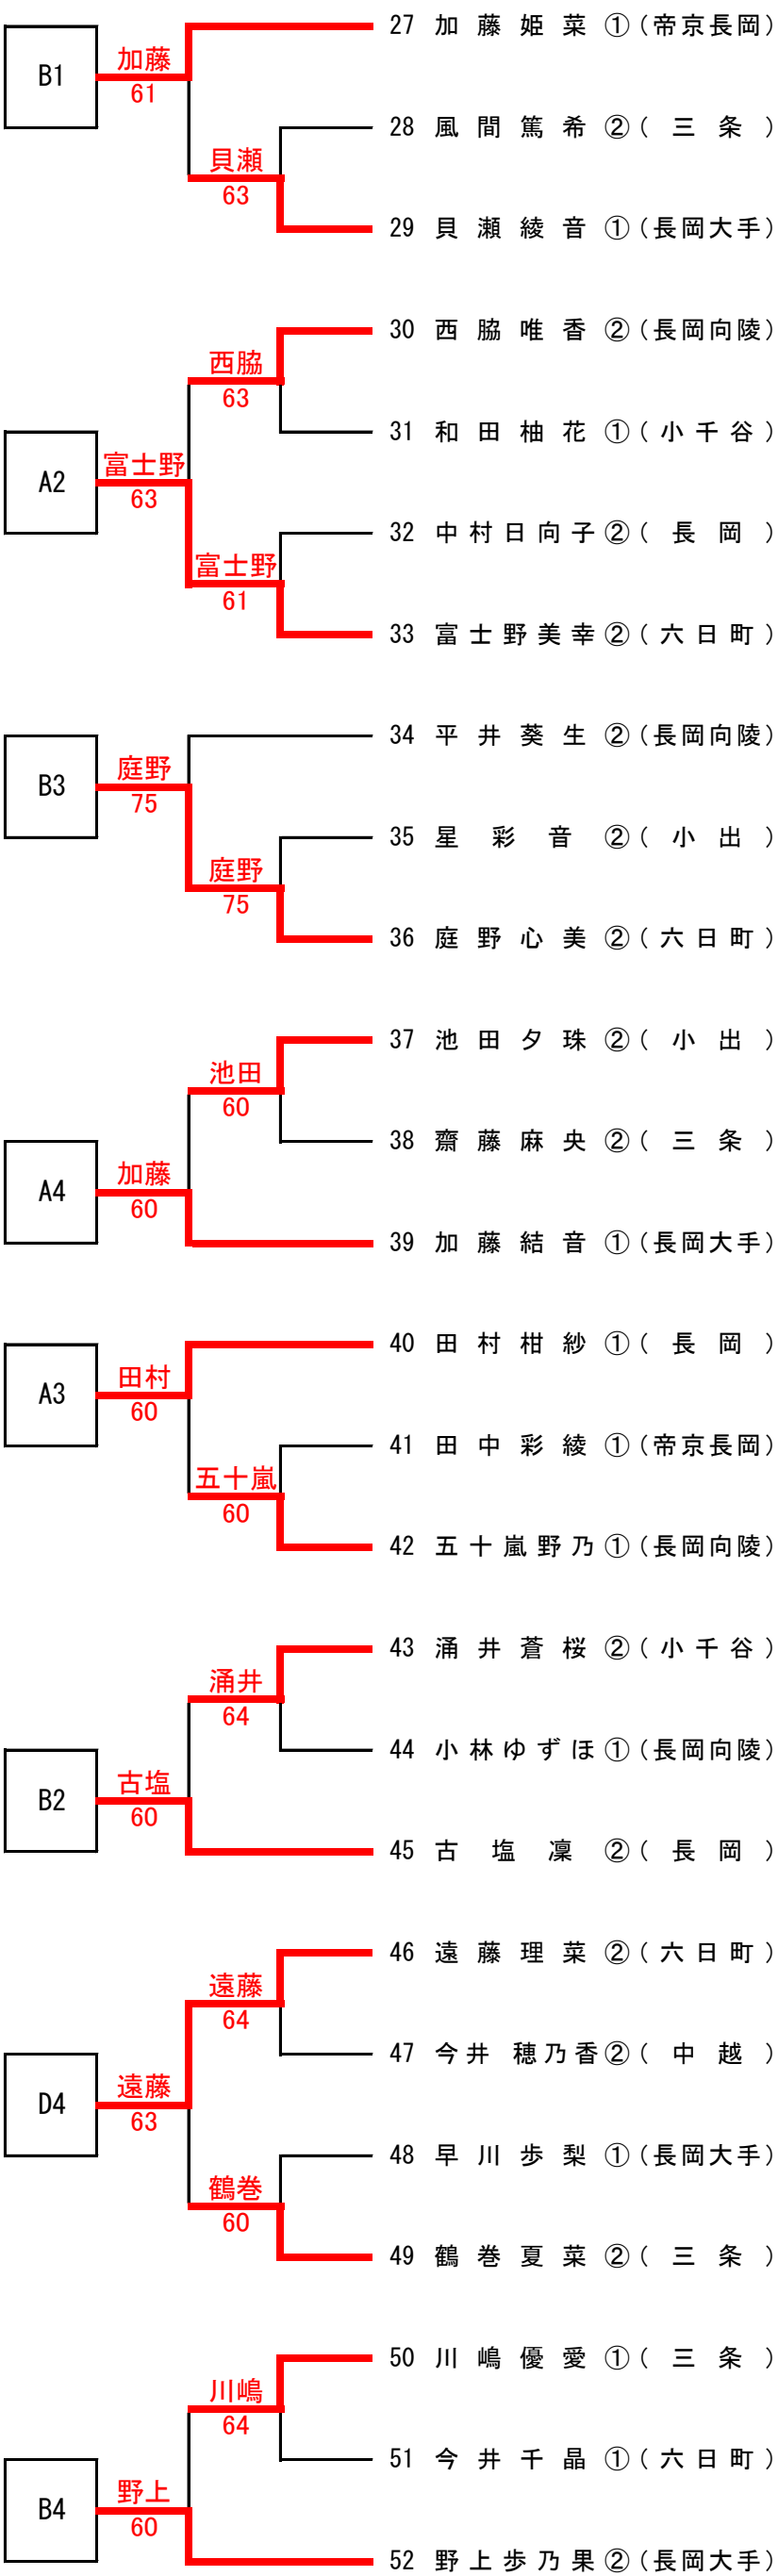 27 加藤姫菜 ① (帝京長岡)
加藤
B1
61
28 風間篤希 ② (三条)
貝瀬
63
29 貝瀬綾音 ① (長岡大手)
30 西脇唯香 ② (長岡向陵)
西脇
63
31 和田柚花 ① (小千谷)
富士野
A2
63
32 中村日向子 ② (長岡)
富士野
61
33 富士野美幸 ② (六日町)
34 平井葵生 ② (長岡向陵)
庭野
B3
75
35 星彩音 ② (小出)
庭野
75
36 庭野心美 ② (六日町)
37 池田夕珠 ② (小出)
池田
60
38 齋藤麻央 ② (三条)
加藤
A4
60
39 加藤結音 ① (長岡大手)
40 田村柑紗 ① (長岡)
田村
A3
60
41 田中彩綾 ① (帝京長岡)
五十嵐
60
42 五十嵐野乃 ① (長岡向陵)
43 涌井蒼桜 ② (小千谷)
涌井
64
44 小林ゆずほ ① (長岡向陵)
古塩
B2
60
45 古塩凜 ② (長岡)
46 遠藤理菜 ② (六日町)
遠藤
64
47 今井 穂乃香 ② (中越)
遠藤
D4
63
48 早川歩梨 ① (長岡大手)
鶴巻
60
49 鶴巻夏菜 ② (三条)
50 川嶋優愛 ① (三条)
川嶋
64
51 今井千晶 ① (六日町)
野上
B4
60
52 野上歩乃果 ② (長岡大手)